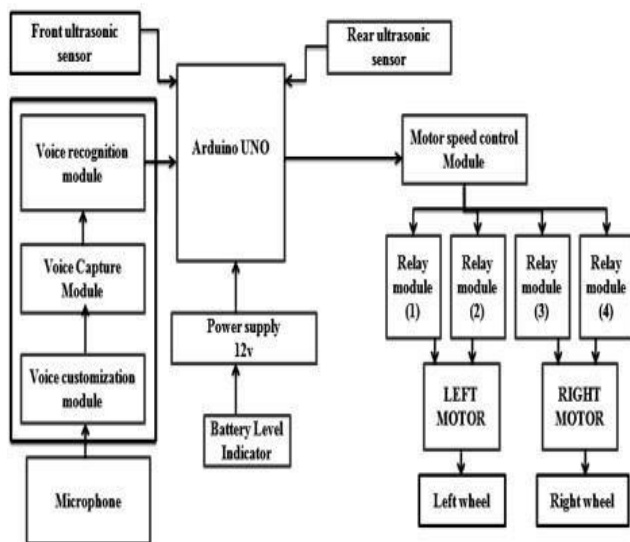 Front ultrasonic
sensor
Rear ultrasonic
sensor
Voice recognition
module
Arduino UNO
Motor speed control
Module
Voice Capture
Module
Relay
module
(1)
Relay
module
(2)
Relay
module
(3)
Relay
module
(4)
Power supply
12v
Voice customization
module
LEFT
MOTOR
RIGHT
MOTOR
Battery Level
Indicator
Microphone
Left wheel
Right wheel